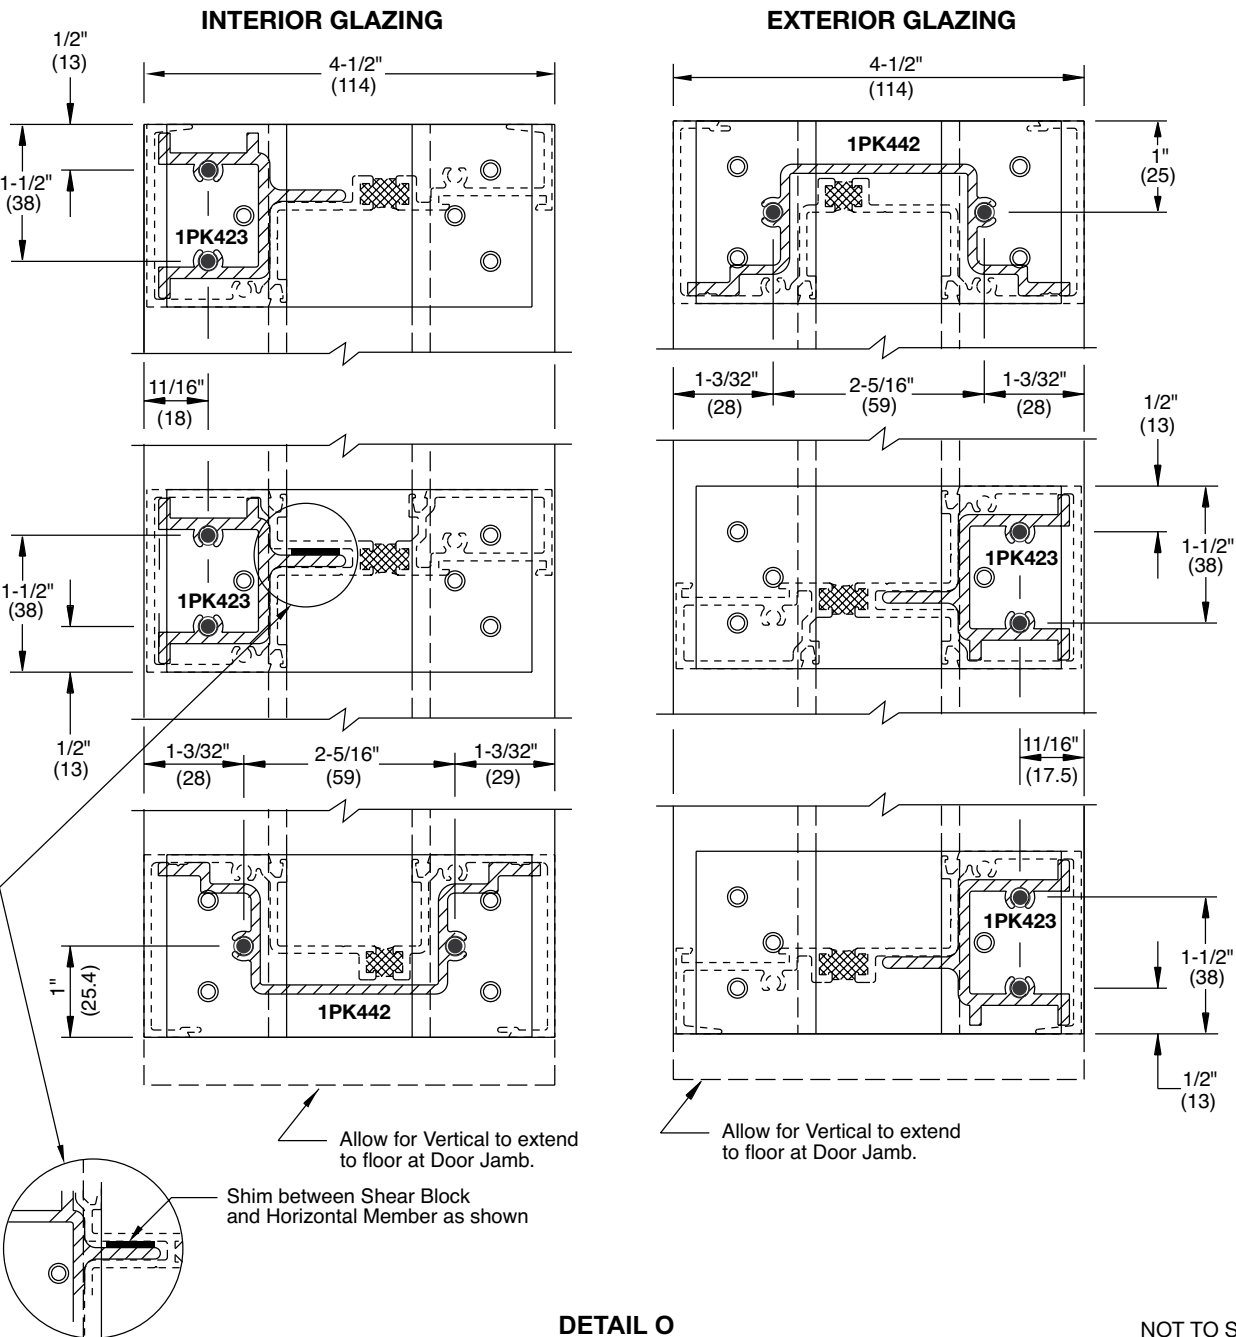 INTERIOR GLAZING
EXTERIOR GLAZING
1/2"
(13)
4-1/2"
(114)
4-1/2"
(114)
1-1/2"
(38)
1PK423
1PK442
1"
(25)
11/16"
(18)
1-3/32"
(28)
2-5/16"
(59)
1-3/32"
(28)
1/2"
(13)
1-1/2"
(38)
1PK423
1PK423
1-1/2"
(38)
1/2"
(13)
1-3/32"
(28)
2-5/16"
(59)
1-3/32"
(29)
11/16"
(17.5)
1"
(25.4)
1PK442
1PK423
1-1/2"
(38)
1/2"
(13)
Allow for Vertical to extend
to floor at Door Jamb.
Allow for Vertical to extend
to floor at Door Jamb.
Shim between Shear Block
and Horizontal Member as shown
DETAIL O
NOT TO S